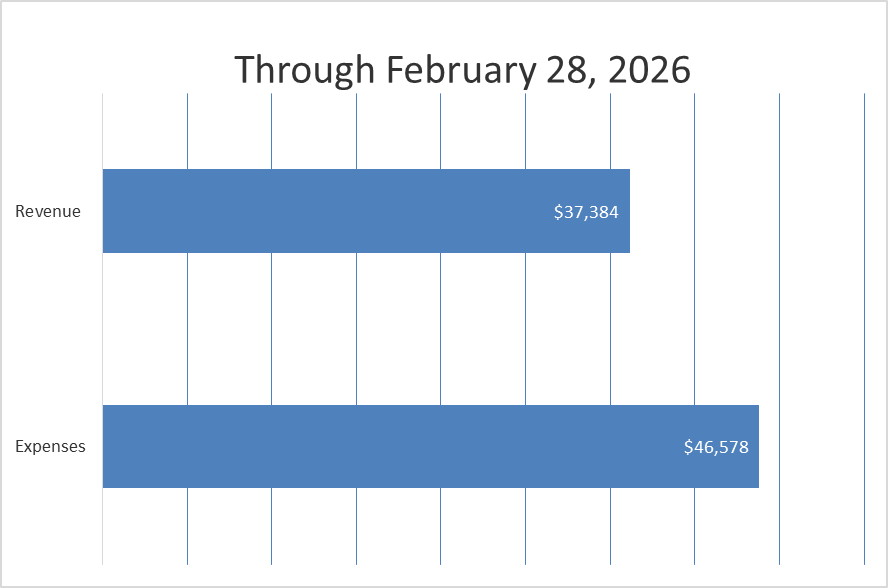 Through February 28, 2026
Revenue
$37,384
Expenses
$46,578